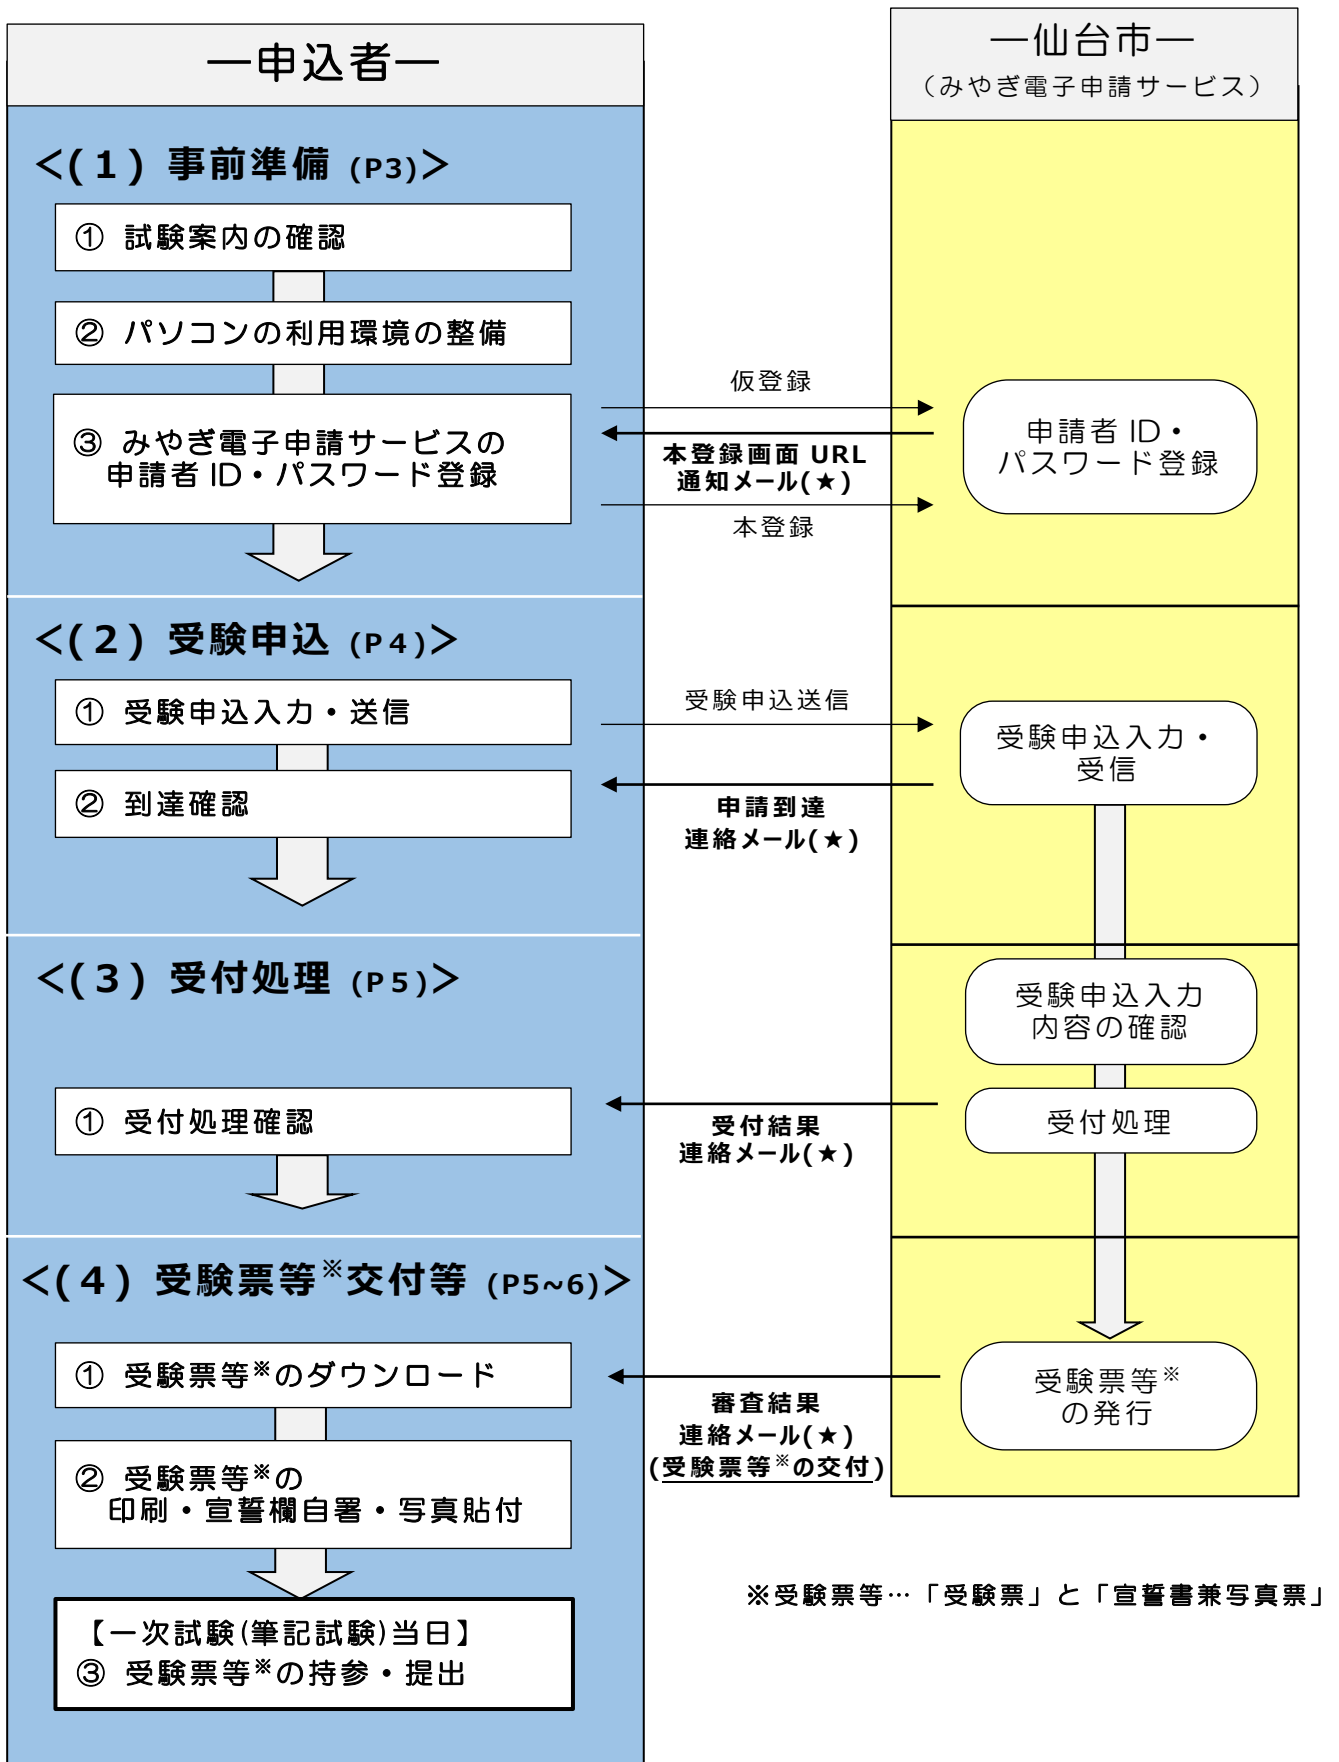 ―申込者―
―仙台市―
（みやぎ電子申請サービス）
<(１) 事前準備 (P3)>
① 試験案内の確認
② パソコンの利用環境の整備
③ みやぎ電子申請サービスの
申請者 ID・パスワード登録
仮登録
本登録画面 URL
通知メール(★)
本登録
申請者 ID・
パスワード登録
<(２) 受験申込 (P４)>
① 受験申込入力・送信
② 到達確認
受験申込送信
申請到達
連絡メール(★)
受験申込入力・
受信
<(３) 受付処理 (P５)>
① 受付処理確認
受付結果
連絡メール(★)
受験申込入力
内容の確認
受付処理
<(４) 受験票等※交付等 (P5~6)>
① 受験票等※のダウンロード
② 受験票等※の
印刷・宣誓欄自署・写真貼付
【一次試験(筆記試験)当日】
③ 受験票等※の持参・提出
審査結果
連絡メール(★)
(受験票等※の交付)
受験票等※
の発行
※受験票等…「受験票」と「宣誓書兼写真票」